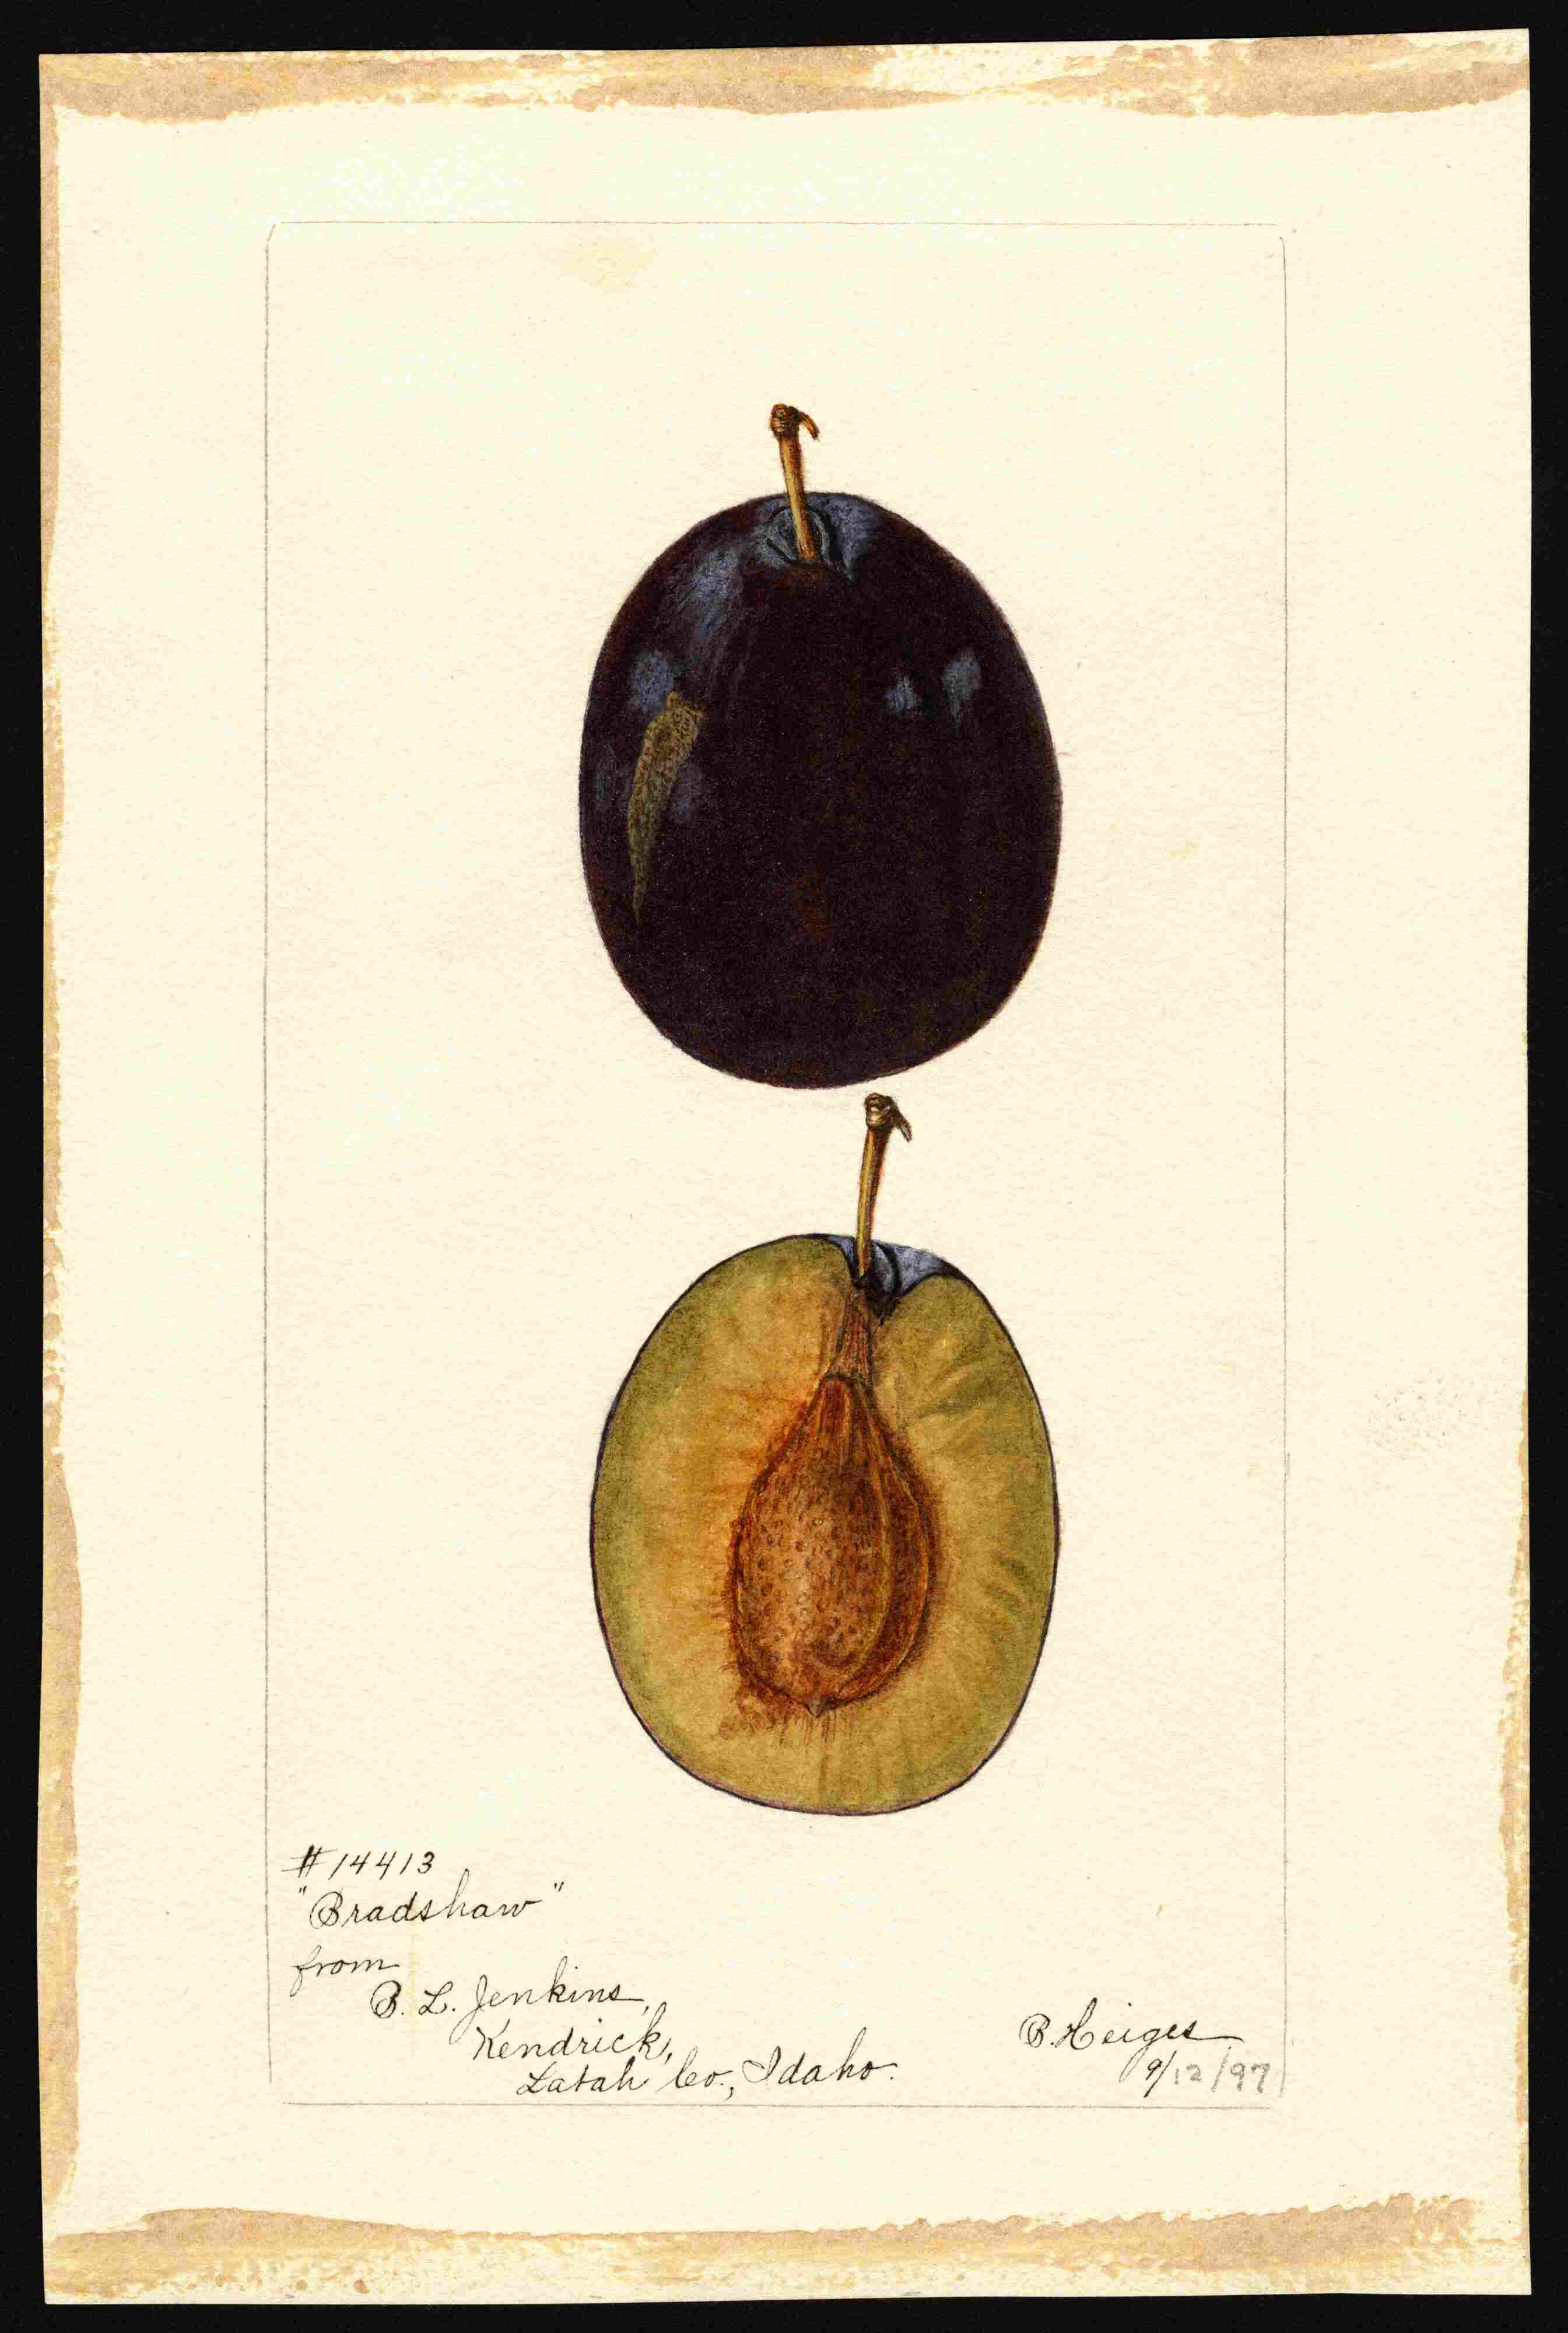 #14413
"Bradshaw"
from
B. L. Jenkins,
Kendrick,
Latah Co., Idaho.
B. Heiges
9/12/97